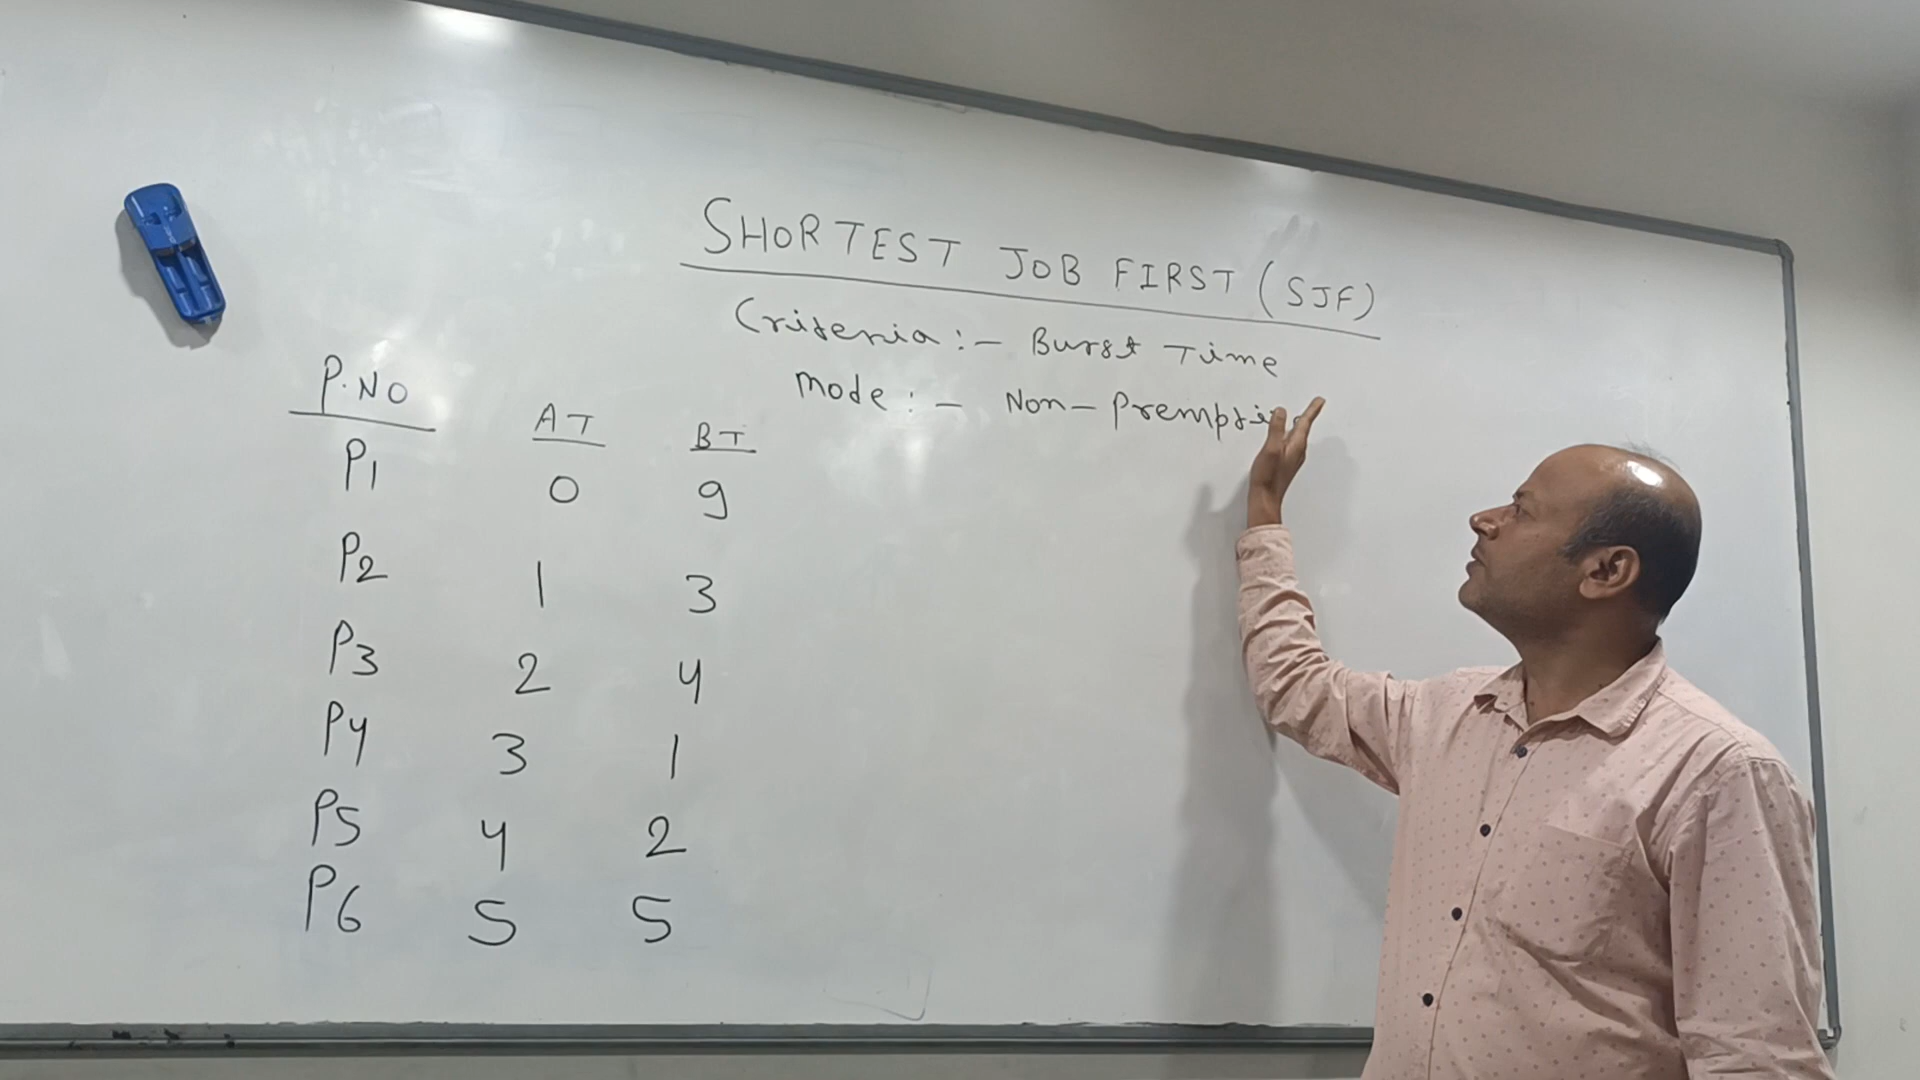 SHORTEST JOB FIRST (SJF)
Criteria :- Burst Time
Mode :- Non-Premptive
P.NO AT BT
P1 0 9
P2 1 3
P3 2 4
P4 3 1
P5 4 2
P6 5 5